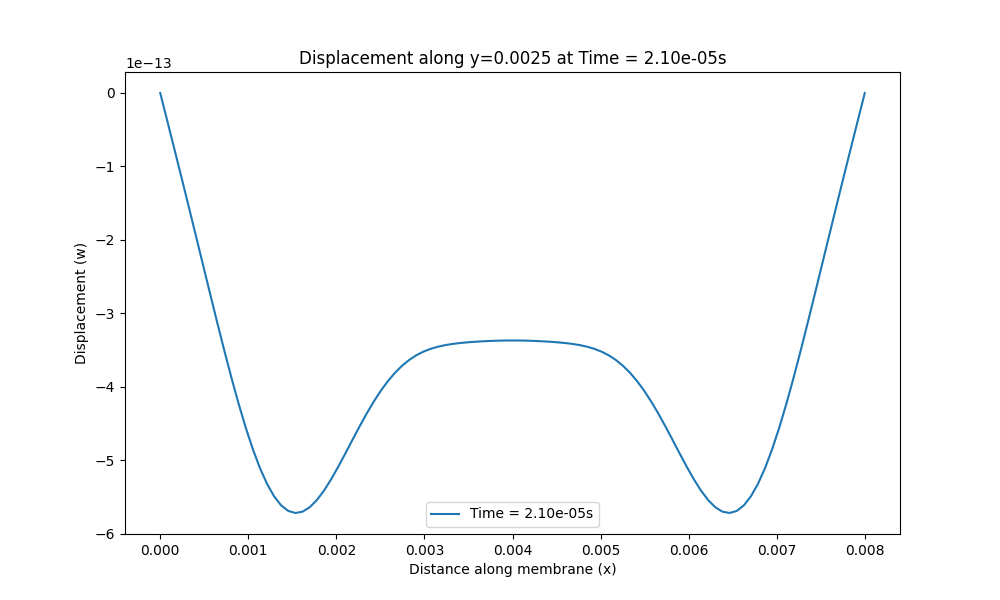 Displacement along y=0.0025 at Time = 2.10e-05s
1e−13
0
−1
−2
−3
−4
−5
−6
Displacement (w)
Time = 2.10e-05s
0.000 0.001 0.002 0.003 0.004 0.005 0.006 0.007 0.008
Distance along membrane (x)